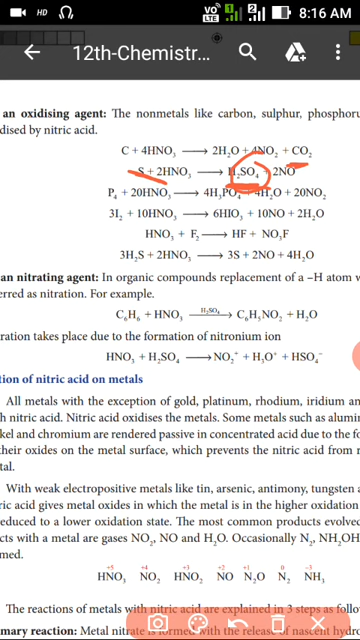 HD VO LTE 1 2 8:16 AM
12th-Chemistr...
an oxidising agent: The nonmetals like carbon, sulphur, phosphoru
dised by nitric acid.
C + 4HNO₃ ⟶ 2H₂O + 4NO₂ + CO₂
S + 2HNO₃ ⟶ H₂SO₄ + 2NO
P₄ + 20HNO₃ ⟶ 4H₃PO₄ + 4H₂O + 20NO₂
3I₂ + 10HNO₃ ⟶ 6HIO₃ + 10NO + 2H₂O
HNO₃ + F₂ ⟶ HF + NO₃F
3H₂S + 2HNO₃ ⟶ 3S + 2NO + 4H₂O
an nitrating agent: In organic compounds replacement of a –H atom w
erred as nitration. For example.
C₆H₆ + HNO₃ —H₂SO₄→ C₆H₅NO₂ + H₂O
ration takes place due to the formation of nitronium ion
HNO₃ + H₂SO₄ ⟶ NO₂⁺ + H₃O⁺ + HSO₄⁻
tion of nitric acid on metals
All metals with the exception of gold, platinum, rhodium, iridium an
h nitric acid. Nitric acid oxidises the metals. Some metals such as alumin
kel and chromium are rendered passive in concentrated acid due to the fo
their oxides on the metal surface, which prevents the nitric acid from r
tal.
With weak electropositive metals like tin, arsenic, antimony, tungsten a
ric acid gives metal oxides in which the metal is in the higher oxidation
reduced to a lower oxidation state. The most common products evolved
cts with a metal are gases NO₂, NO and H₂O. Occasionally N₂, NH₂OH
med.
+5 +4 +3 +2 +1 0 −3
HNO₃ NO₂ HNO₂ NO N₂O N₂ NH₃
The reactions of metals with nitric acid are explained in 3 steps as follow
mary reaction: Metal nitrate is formed with the release of nascent hydro